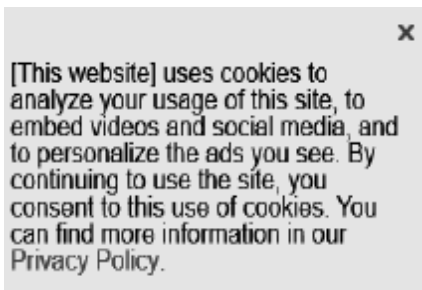 ×
[This website] uses cookies to
analyze your usage of this site, to
embed videos and social media, and
to personalize the ads you see. By
continuing to use the site, you
consent to this use of cookies. You
can find more information in our
Privacy Policy.